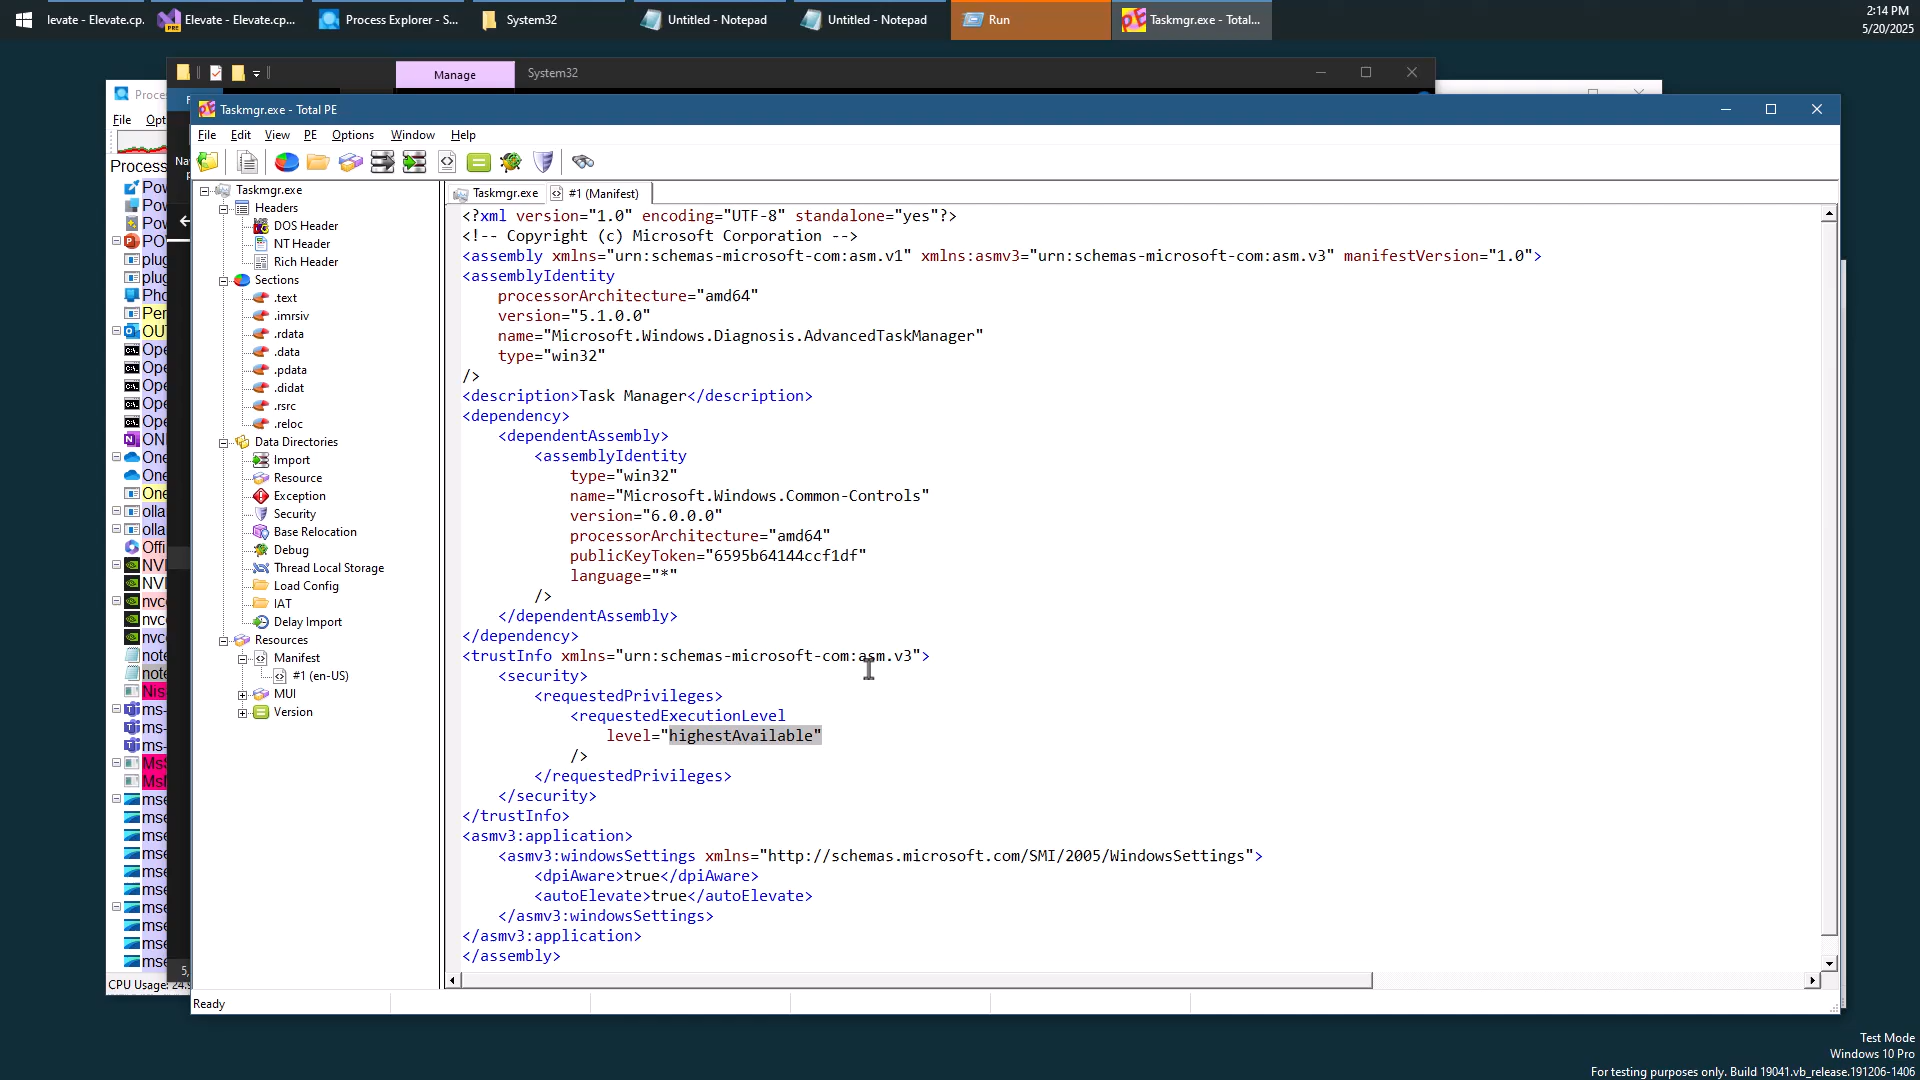 levate - Elevate.cp.
Elevate - Elevate.cp...
Process Explorer - S...
System32
Untitled - Notepad
Untitled - Notepad
Run
Taskmgr.exe - Total...
2:14 PM
5/20/2025
Manage
System32
Proce
File Opt
Process
Taskmgr.exe - Total PE
File Edit View PE Options Window Help
Taskmgr.exe
Headers
DOS Header
NT Header
Rich Header
Sections
.text
.imrsiv
.rdata
.data
.pdata
.didat
.rsrc
.reloc
Data Directories
Import
Resource
Exception
Security
Base Relocation
Debug
Thread Local Storage
Load Config
IAT
Delay Import
Resources
Manifest
#1 (en-US)
MUI
Version
Taskmgr.exe
#1 (Manifest)
<?xml version="1.0" encoding="UTF-8" standalone="yes"?>
<!-- Copyright (c) Microsoft Corporation -->
<assembly xmlns="urn:schemas-microsoft-com:asm.v1" xmlns:asmv3="urn:schemas-microsoft-com:asm.v3" manifestVersion="1.0">
<assemblyIdentity
processorArchitecture="amd64"
version="5.1.0.0"
name="Microsoft.Windows.Diagnosis.AdvancedTaskManager"
type="win32"
/>
<description>Task Manager</description>
<dependency>
<dependentAssembly>
<assemblyIdentity
type="win32"
name="Microsoft.Windows.Common-Controls"
version="6.0.0.0"
processorArchitecture="amd64"
publicKeyToken="6595b64144ccf1df"
language="*"
/>
</dependentAssembly>
</dependency>
<trustInfo xmlns="urn:schemas-microsoft-com:asm.v3">
<security>
<requestedPrivileges>
<requestedExecutionLevel
level="highestAvailable"
/>
</requestedPrivileges>
</security>
</trustInfo>
<asmv3:application>
<asmv3:windowsSettings xmlns="http://schemas.microsoft.com/SMI/2005/WindowsSettings">
<dpiAware>true</dpiAware>
<autoElevate>true</autoElevate>
</asmv3:windowsSettings>
</asmv3:application>
</assembly>
CPU Usage: 24.
Ready
Test Mode
Windows 10 Pro
For testing purposes only. Build 19041.vb_release.191206-1406